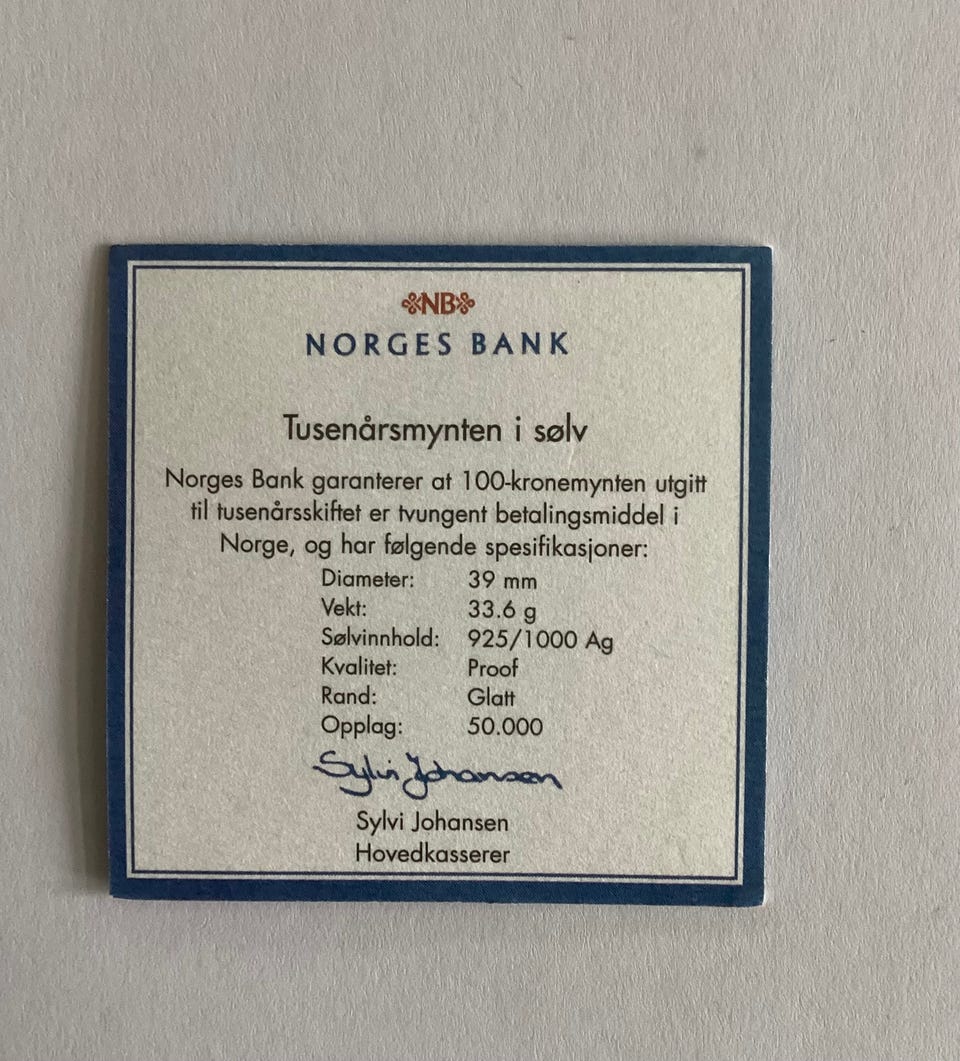 NB
NORGES BANK
Tusenårsmynten i sølv
Norges Bank garanterer at 100-kronemynten utgitt
til tusenårsskiftet er tvungent betalingsmiddel i
Norge, og har følgende spesifikasjoner:
Diameter: 39 mm
Vekt: 33.6 g
Sølvinnhold: 925/1000 Ag
Kvalitet: Proof
Rand: Glatt
Opplag: 50.000
Sylvi Johansen
Sylvi Johansen
Hovedkasserer